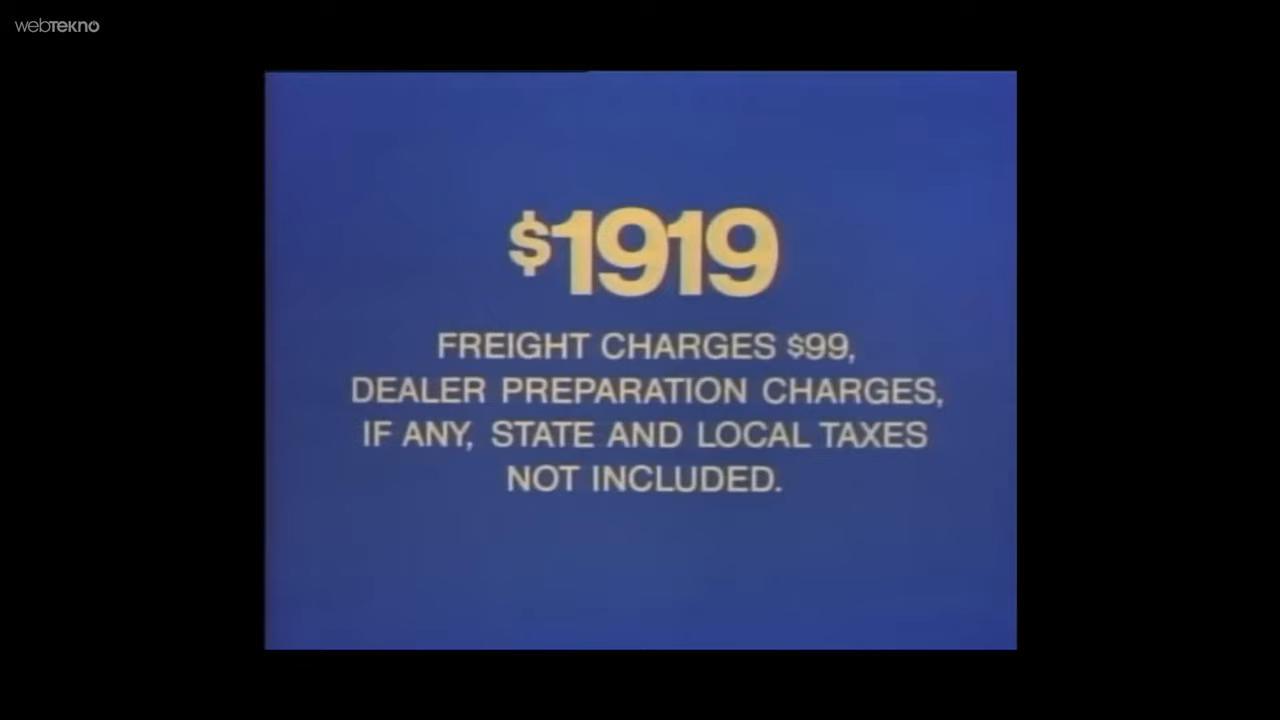 webTEKNO
$1919
FREIGHT CHARGES $99,
DEALER PREPARATION CHARGES,
IF ANY, STATE AND LOCAL TAXES
NOT INCLUDED.